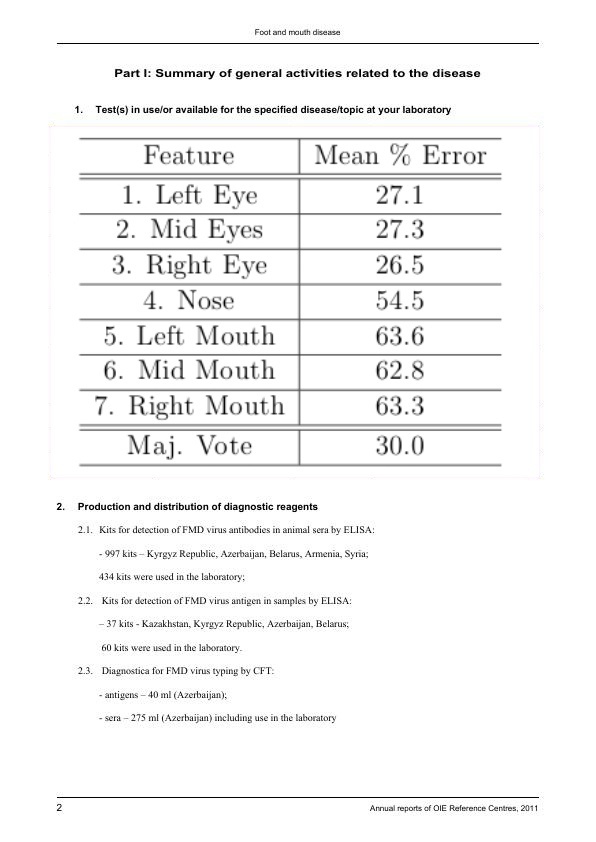 Foot and mouth disease
Part I: Summary of general activities related to the disease
1. Test(s) in use/or available for the specified disease/topic at your laboratory
Feature Mean % Error
1. Left Eye 27.1
2. Mid Eyes 27.3
3. Right Eye 26.5
4. Nose 54.5
5. Left Mouth 63.6
6. Mid Mouth 62.8
7. Right Mouth 63.3
Maj. Vote 30.0
2. Production and distribution of diagnostic reagents
2.1. Kits for detection of FMD virus antibodies in animal sera by ELISA:
- 997 kits – Kyrgyz Republic, Azerbaijan, Belarus, Armenia, Syria;
434 kits were used in the laboratory;
2.2. Kits for detection of FMD virus antigen in samples by ELISA:
– 37 kits - Kazakhstan, Kyrgyz Republic, Azerbaijan, Belarus;
60 kits were used in the laboratory.
2.3. Diagnostica for FMD virus typing by CFT:
- antigens – 40 ml (Azerbaijan);
- sera – 275 ml (Azerbaijan) including use in the laboratory
2 Annual reports of OIE Reference Centres, 2011